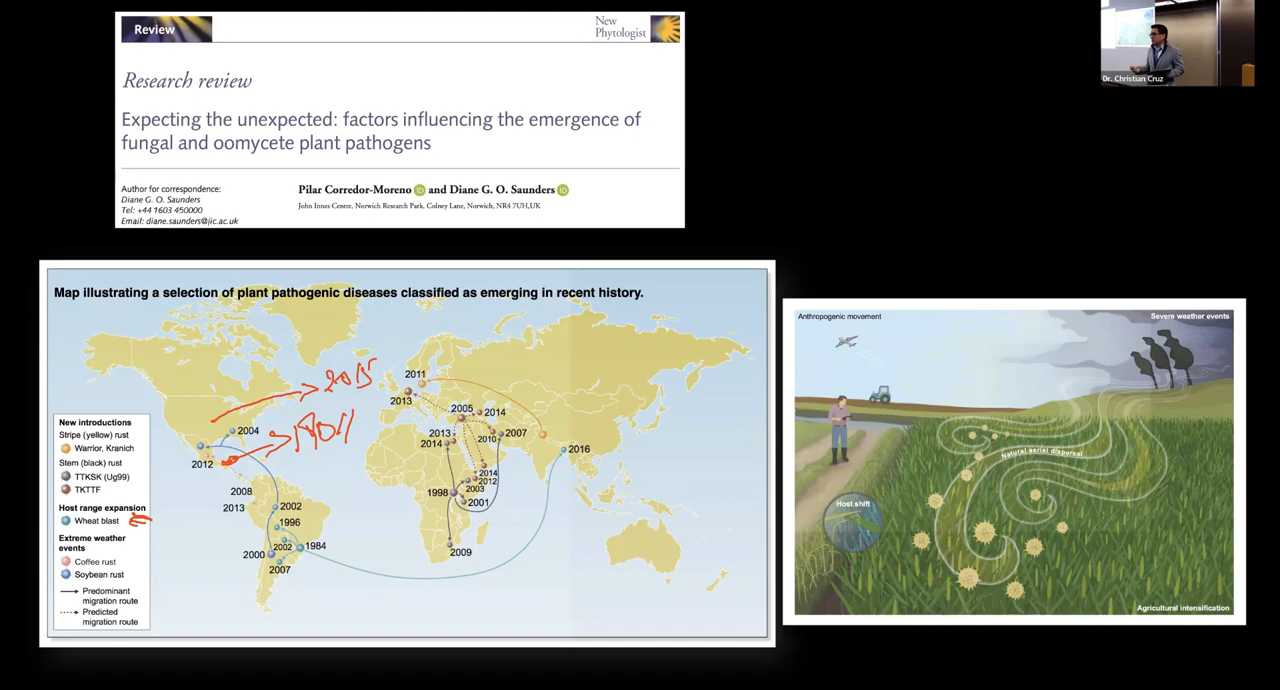 Review
New
Phytologist
Research review
Expecting the unexpected: factors influencing the emergence of
fungal and oomycete plant pathogens
Author for correspondence:
Diane G. O. Saunders
Tel: +44 1603 450000
Email: diane.saunders@jic.ac.uk
Pilar Corredor-Moreno iD and Diane G. O. Saunders iD
John Innes Centre, Norwich Research Park, Colney Lane, Norwich, NR4 7UH,UK
Dr. Christian Cruz
Map illustrating a selection of plant pathogenic diseases classified as emerging in recent history.
2015
2011
2013
2004
2012
2005
2014
2013
2014
2010
2007
2016
2014
2012
2003
1998
2001
2009
2008
2013
2002
1996
2002
1984
2000
2007
New introductions
Stripe (yellow) rust
Warrior, Kranich
Stem (black) rust
TTKSK (Ug99)
TKTTF
Host range expansion
Wheat blast
Extreme weather
events
Coffee rust
Soybean rust
Predominant
migration route
Predicted
migration route
Anthropogenic movement
Severe weather events
Natural aerial dispersal
Host shift
Agricultural intensification